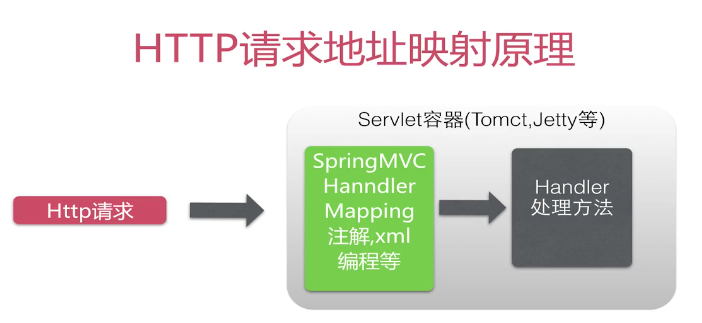 HTTP请求地址映射原理
Servlet容器(Tomct,Jetty等)
Http请求
SpringMVC
Hanndler
Mapping
注解,xml
编程等
Handler
处理方法